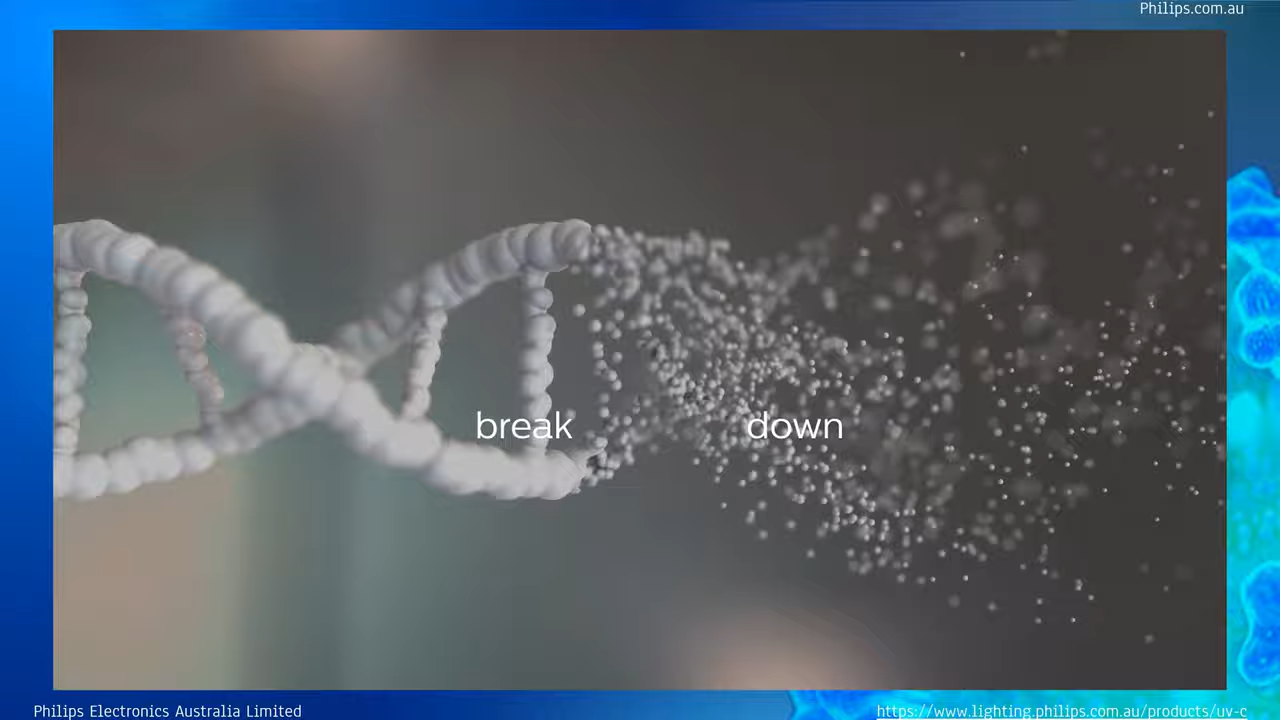 Philips.com.au
break down
Philips Electronics Australia Limited
https://www.lighting.philips.com.au/products/uv-c